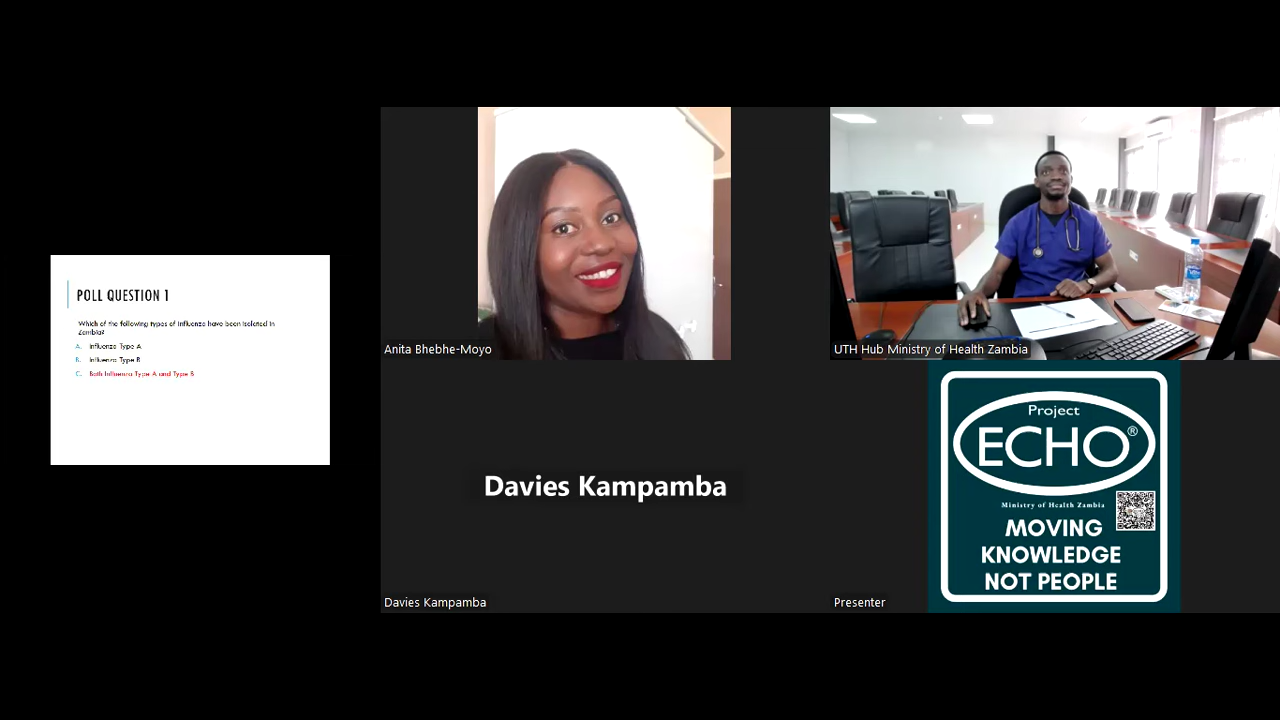 POLL QUESTION 1
Which of the following types of Influenza have been isolated in
Zambia?
A. Influenza Type A
B. Influenza Type B
C. Both Influenza Type A and Type B
Anita Bhebhe-Moyo
UTH Hub Ministry of Health Zambia
Davies Kampamba
Davies Kampamba
Project
ECHO®
Ministry of Health Zambia
MOVING
KNOWLEDGE
NOT PEOPLE
Presenter